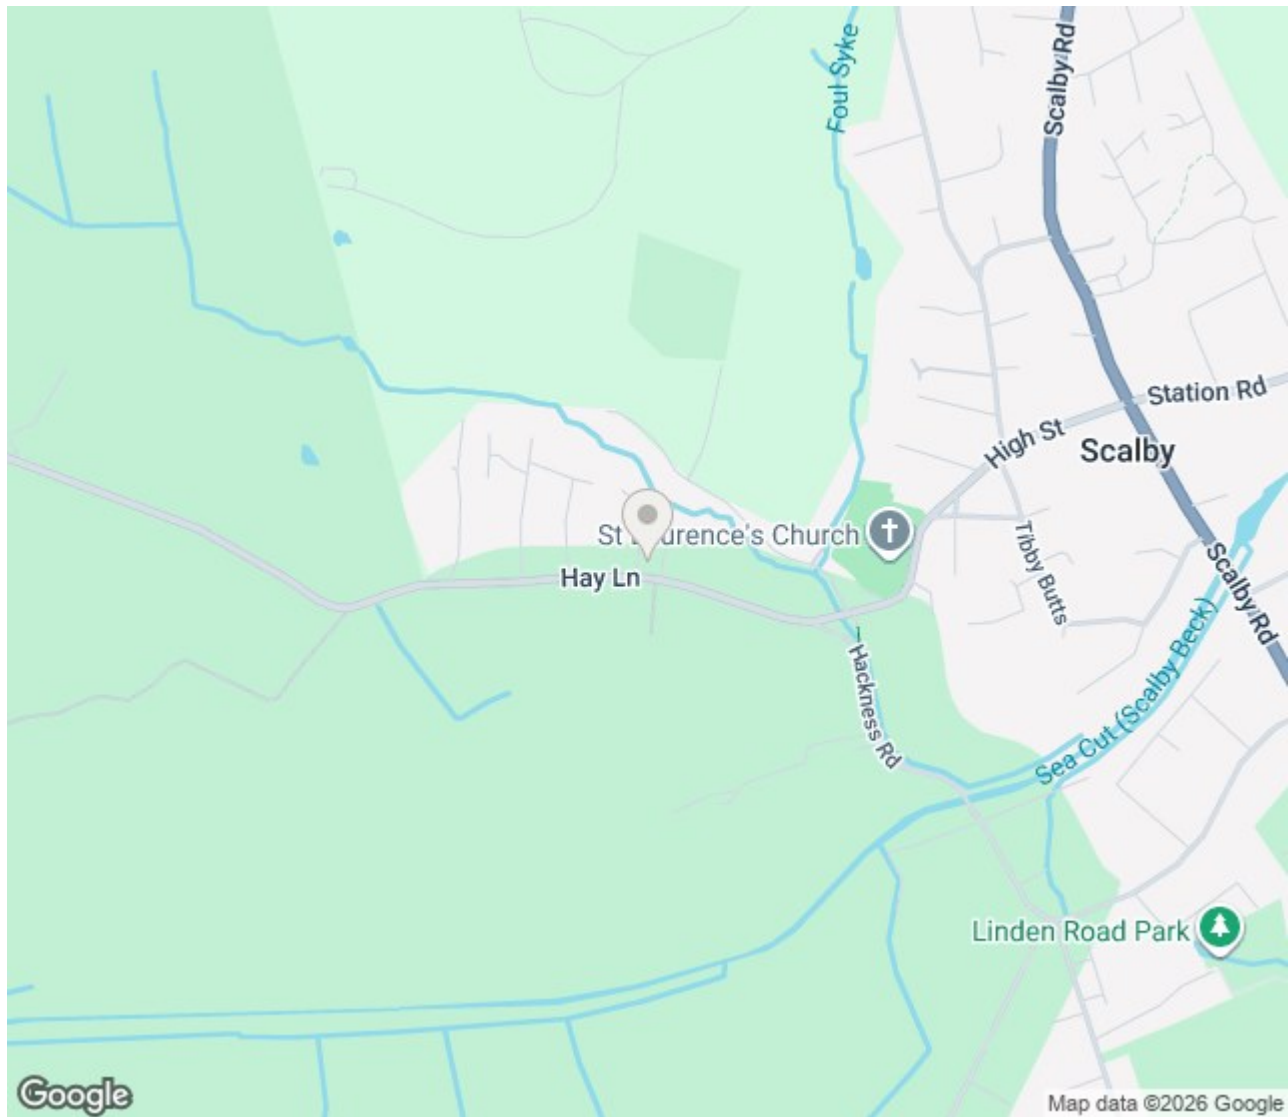 Foul Syke
Scalby Rd
Station Rd
High St
Scalby
St Laurence's Church
Tibby Butts
Scalby Rd
Hay Ln
Hackness Rd
Sea Cut (Scalby Beck)
Linden Road Park
Google
Map data ©2026 Google